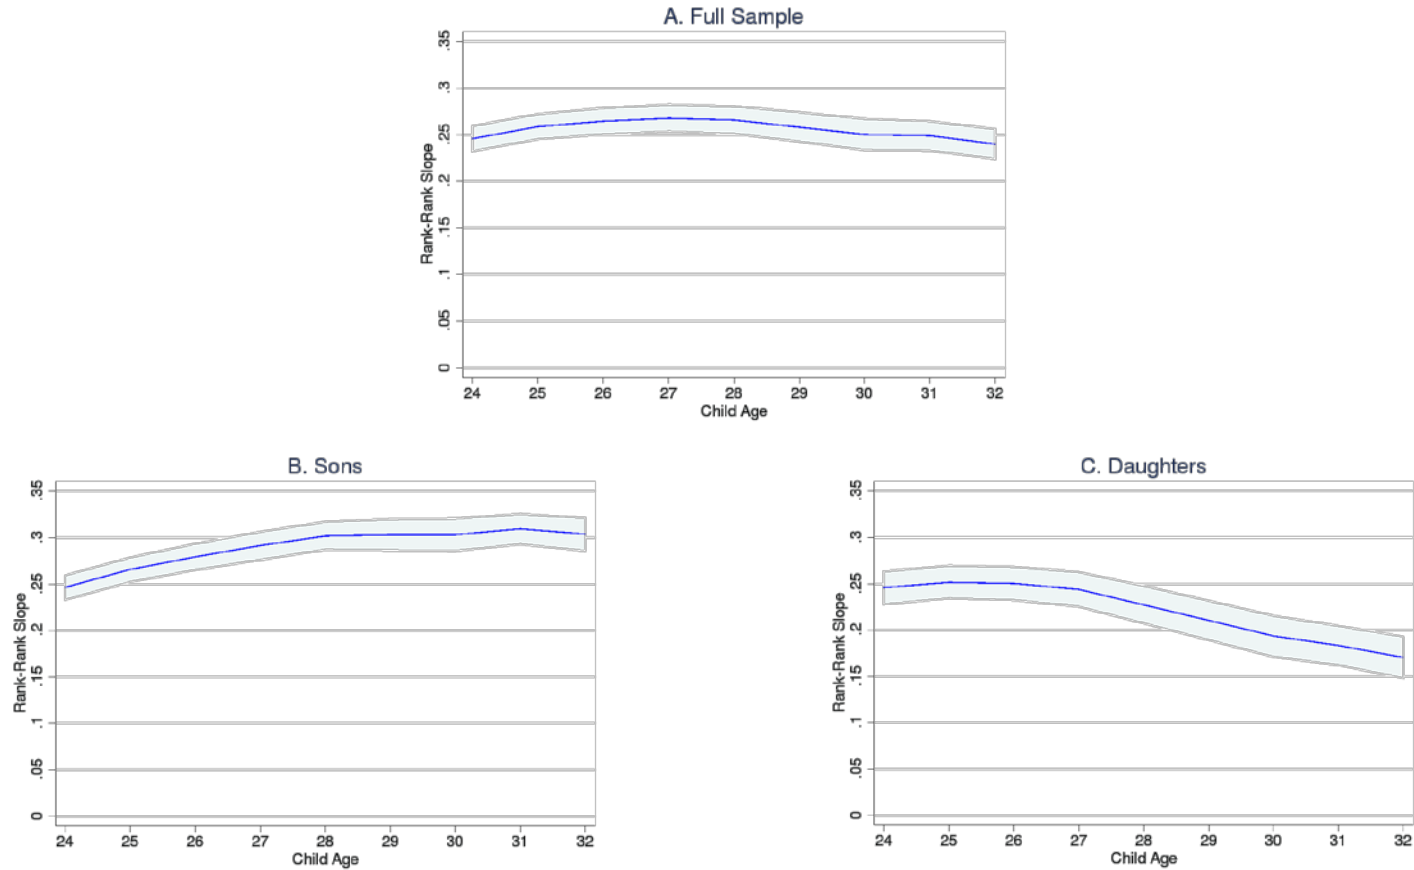 A. Full Sample
Rank-Rank Slope
.35
.3
.25
.2
.15
.1
.05
0
24 25 26 27 28 29 30 31 32
Child Age
B. Sons
Rank-Rank Slope
.35
.3
.25
.2
.15
.1
.05
0
24 25 26 27 28 29 30 31 32
Child Age
C. Daughters
Rank-Rank Slope
.35
.3
.25
.2
.15
.1
.05
0
24 25 26 27 28 29 30 31 32
Child Age